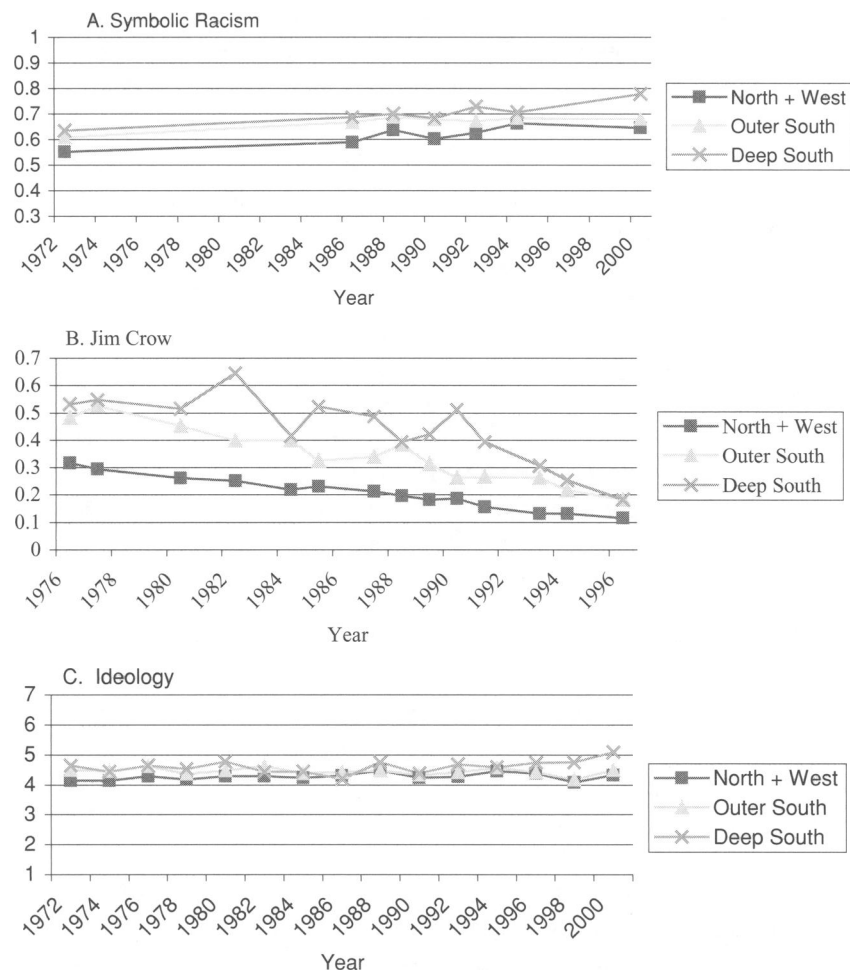 A. Symbolic Racism
1
0.9
0.8
0.7
0.6
0.5
0.4
0.3
1972 1974 1976 1978 1980 1982 1984 1986 1988 1990 1992 1994 1996 1998 2000
Year
North + West
Outer South
Deep South
B. Jim Crow
0.7
0.6
0.5
0.4
0.3
0.2
0.1
0
1976 1978 1980 1982 1984 1986 1988 1990 1992 1994 1996
Year
North + West
Outer South
Deep South
C. Ideology
7
6
5
4
3
2
1
1972 1974 1976 1978 1980 1982 1984 1986 1988 1990 1992 1994 1996 1998 2000
Year
North + West
Outer South
Deep South